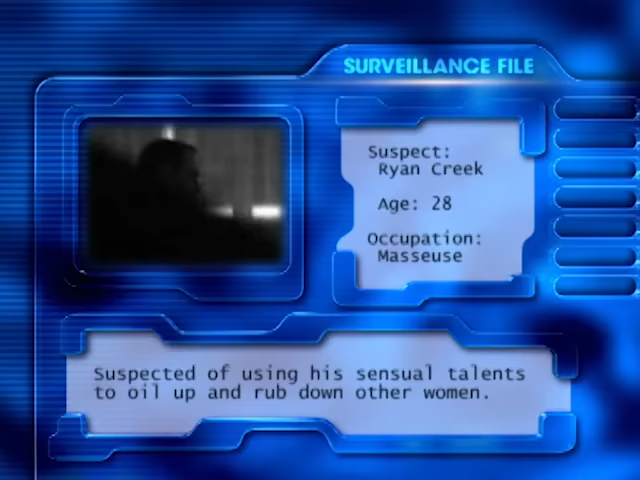 SURVEILLANCE FILE
Suspect:
Ryan Creek
Age: 28
Occupation:
Masseuse
Suspected of using his sensual talents
to oil up and rub down other women.